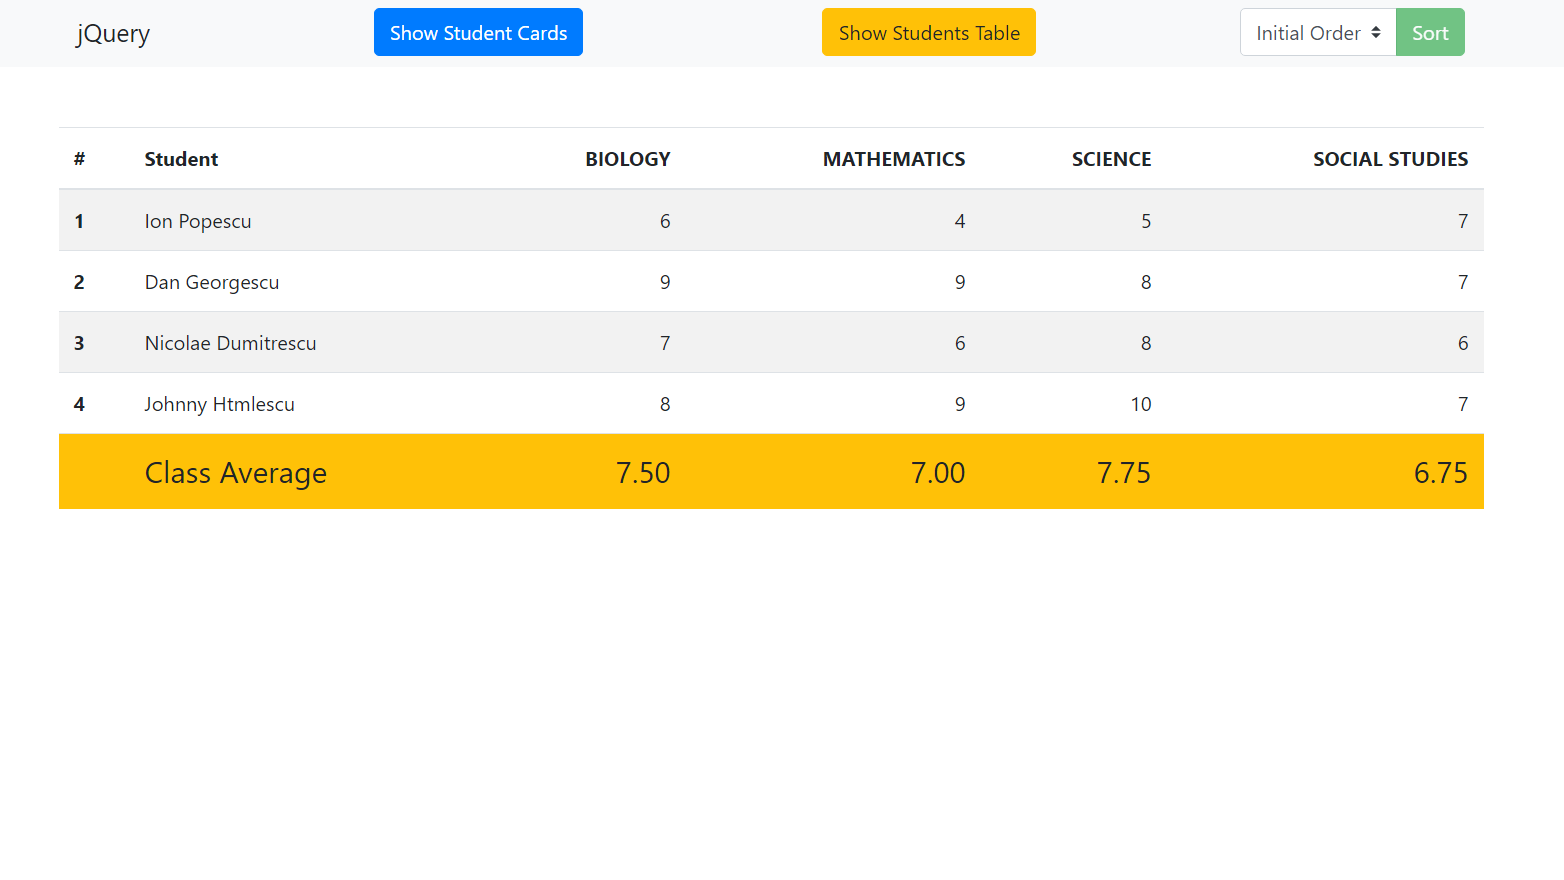 jQuery Show Student Cards Show Students Table Initial Order Sort
# Student BIOLOGY MATHEMATICS SCIENCE SOCIAL STUDIES
1 Ion Popescu 6 4 5 7
2 Dan Georgescu 9 9 8 7
3 Nicolae Dumitrescu 7 6 8 6
4 Johnny Htmlescu 8 9 10 7
Class Average 7.50 7.00 7.75 6.75